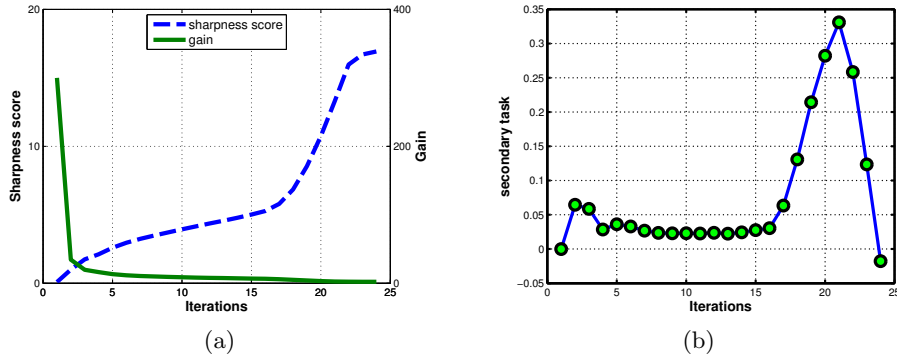 20
10
0
Sharpness score
sharpness score
gain
400
200
0
Gain
0 5 10 15 20 25
Iterations
(a)
0.35
0.3
0.25
0.2
0.15
0.1
0.05
0
−0.05
secondary task
0 5 10 15 20 25
Iterations
(b)